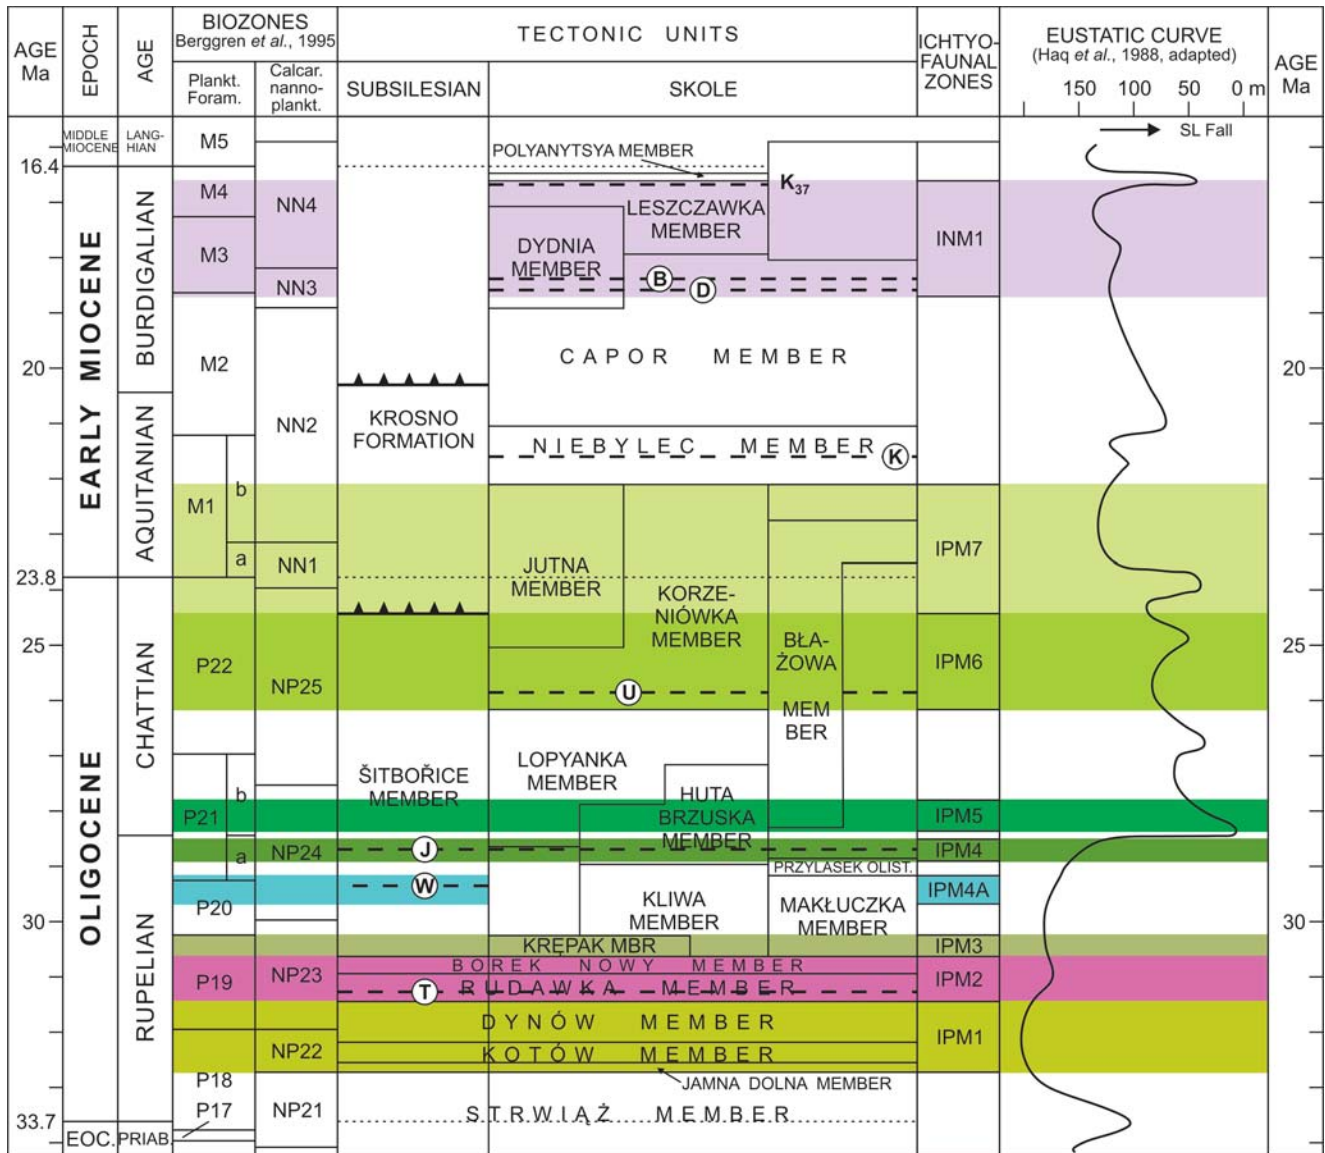 AGE
Ma
EPOCH
AGE
BIOZONES
Berggren et al., 1995
Plankt.
Foram.
Calcar.
nanno-
plankt.
TECTONIC UNITS
SUBSILESIAN
SKOLE
ICHTYO-
FAUNAL
ZONES
EUSTATIC CURVE
(Haq et al., 1988, adapted)
150 100 50 0 m
AGE
Ma
SL Fall
16.4
20
23.8
25
30
33.7
MIDDLE
MIOCENE
EARLY MIOCENE
OLIGOCENE
EOC.
LANG-
HIAN
BURDIGALIAN
AQUITANIAN
CHATTIAN
RUPELIAN
PRIAB.
M5
M4
M3
M2
M1
b
a
P22
P21
b
a
P20
P19
P18
P17
NN4
NN3
NN2
NN1
NP25
NP24
NP23
NP22
NP21
KROSNO
FORMATION
ŠITBOŘICE
MEMBER
J
W
T
POLYANYTSYA MEMBER
K37
LESZCZAWKA
MEMBER
DYDNIA
MEMBER
B
D
CAPOR MEMBER
NIEBYLEC MEMBER
K
JUTNA
MEMBER
KORZE-
NIÓWKA
MEMBER
BŁA-
ŻOWA
MEM
BER
U
LOPYANKA
MEMBER
HUTA
BRZUSKA
MEMBER
PRZYLASEK OLIST.
KLIWA
MEMBER
MAKŁUCZKA
MEMBER
KRĘPAK MBR
BOREK NOWY MEMBER
RUDAWKA MEMBER
DYNÓW MEMBER
KOTÓW MEMBER
JAMNA DOLNA MEMBER
STRWIĄŻ MEMBER
INM1
IPM7
IPM6
IPM5
IPM4
IPM4A
IPM3
IPM2
IPM1
20
25
30